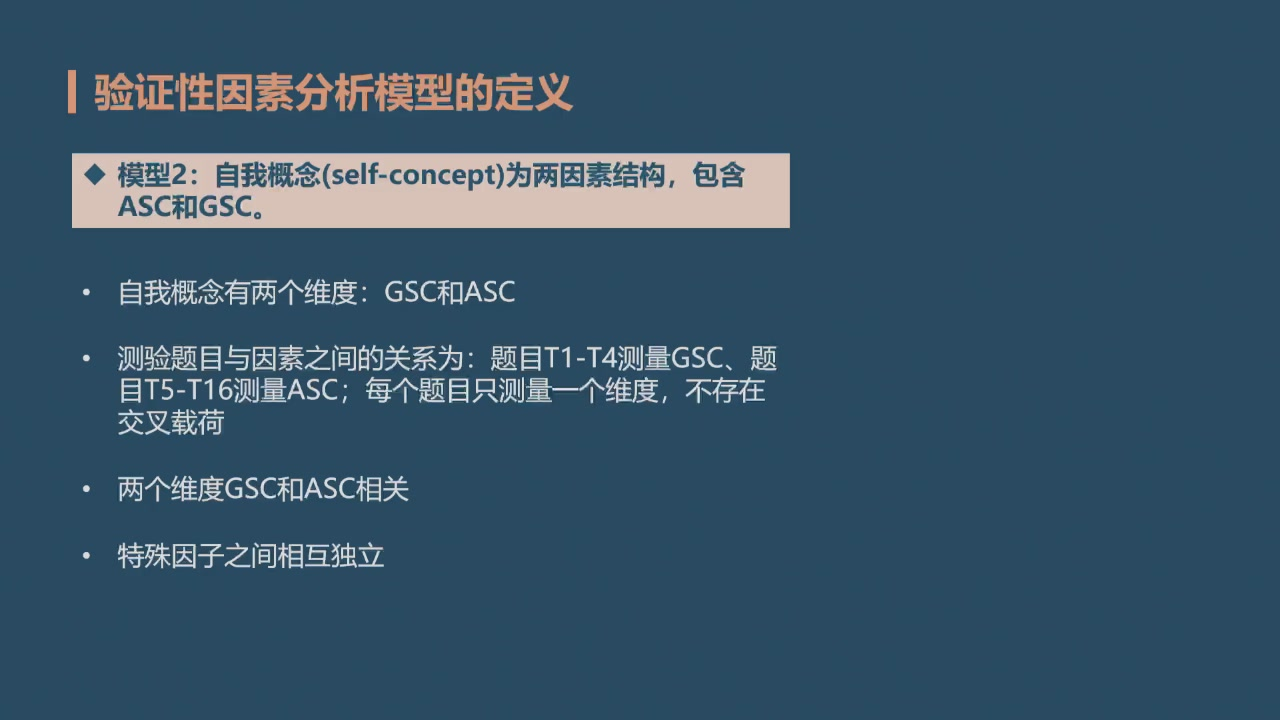 验证性因素分析模型的定义
◆ 模型2：自我概念(self-concept)为两因素结构，包含
ASC和GSC。
• 自我概念有两个维度：GSC和ASC
• 测验题目与因素之间的关系为：题目T1-T4测量GSC、题
目T5-T16测量ASC；每个题目只测量一个维度，不存在
交叉载荷
• 两个维度GSC和ASC相关
• 特殊因子之间相互独立